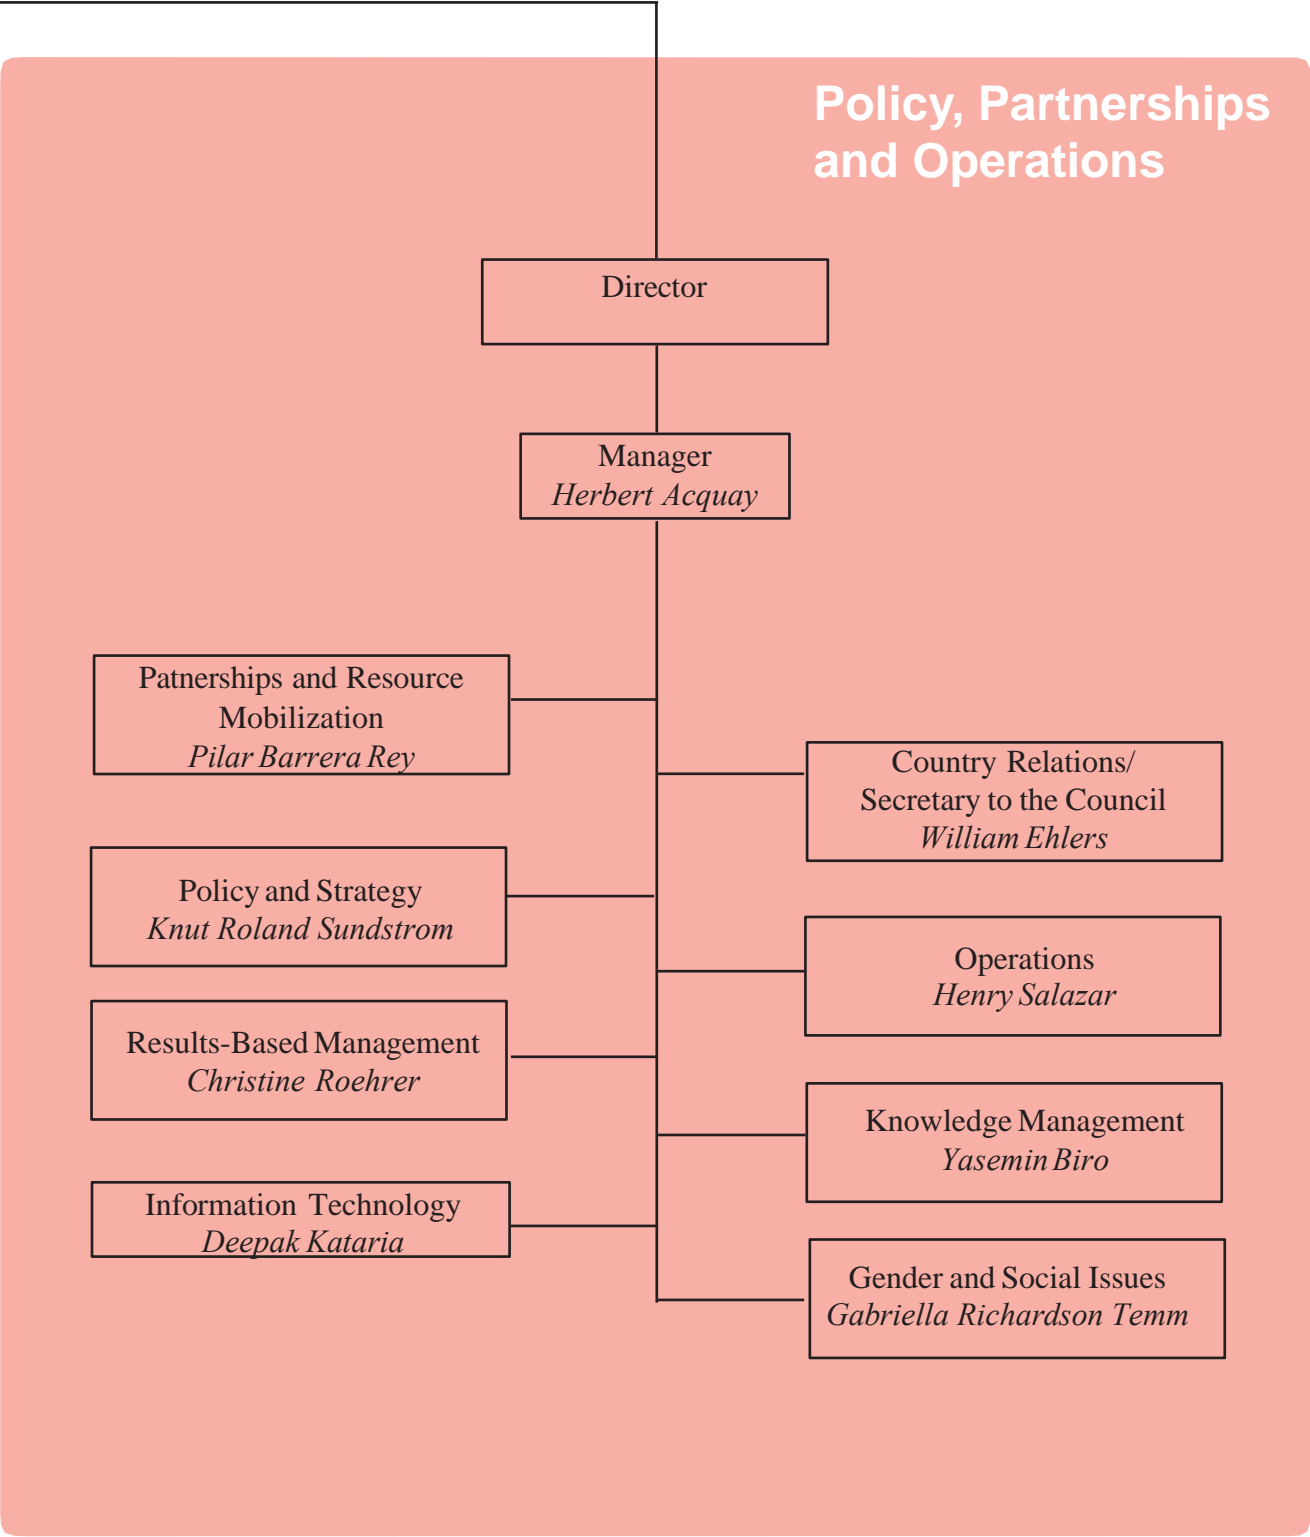 Policy, Partnerships
and Operations
Director
Manager
Herbert Acquay
Patnerships and Resource
Mobilization
Pilar Barrera Rey
Country Relations/
Secretary to the Council
William Ehlers
Policy and Strategy
Knut Roland Sundstrom
Operations
Henry Salazar
Results-Based Management
Christine Roehrer
Knowledge Management
Yasemin Biro
Information Technology
Deepak Kataria
Gender and Social Issues
Gabriella Richardson Temm